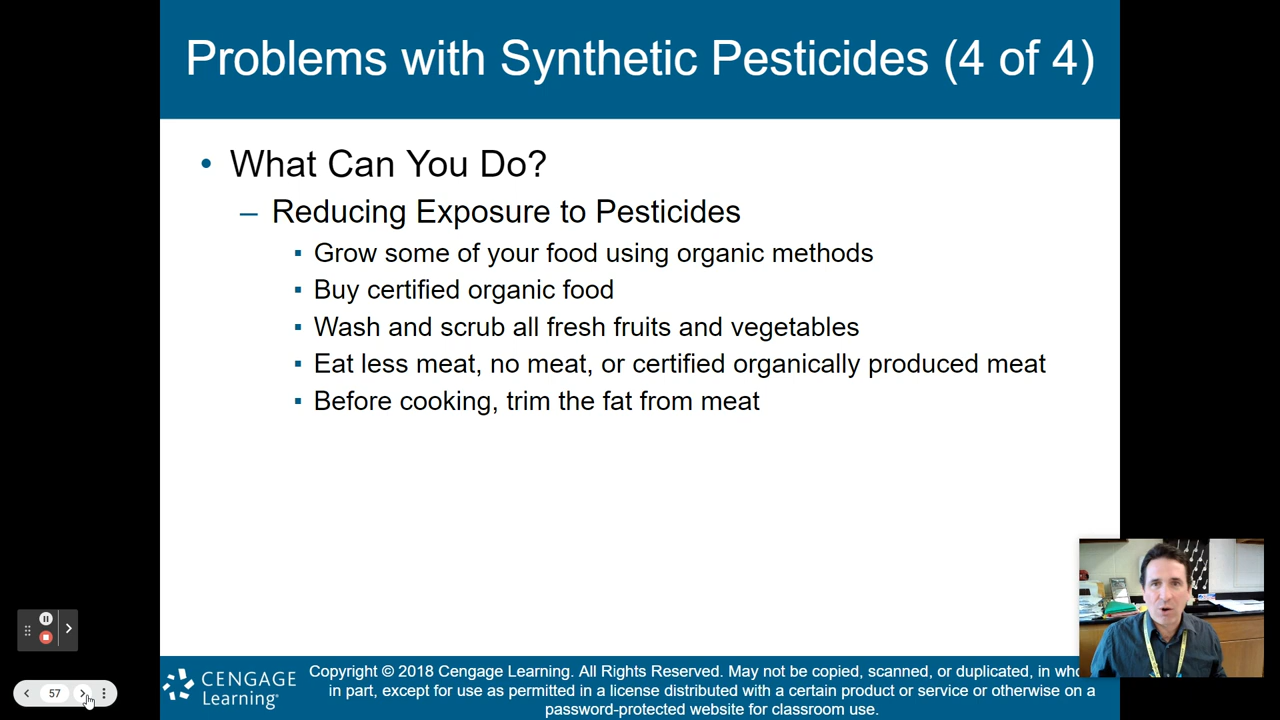 Problems with Synthetic Pesticides (4 of 4)
• What Can You Do?
– Reducing Exposure to Pesticides
▪ Grow some of your food using organic methods
▪ Buy certified organic food
▪ Wash and scrub all fresh fruits and vegetables
▪ Eat less meat, no meat, or certified organically produced meat
▪ Before cooking, trim the fat from meat
CENGAGE
Learning
Copyright © 2018 Cengage Learning. All Rights Reserved. May not be copied, scanned, or duplicated, in
in part, except for use as permitted in a license distributed with a certain product or service or otherwise on a
password-protected website for classroom use.
57